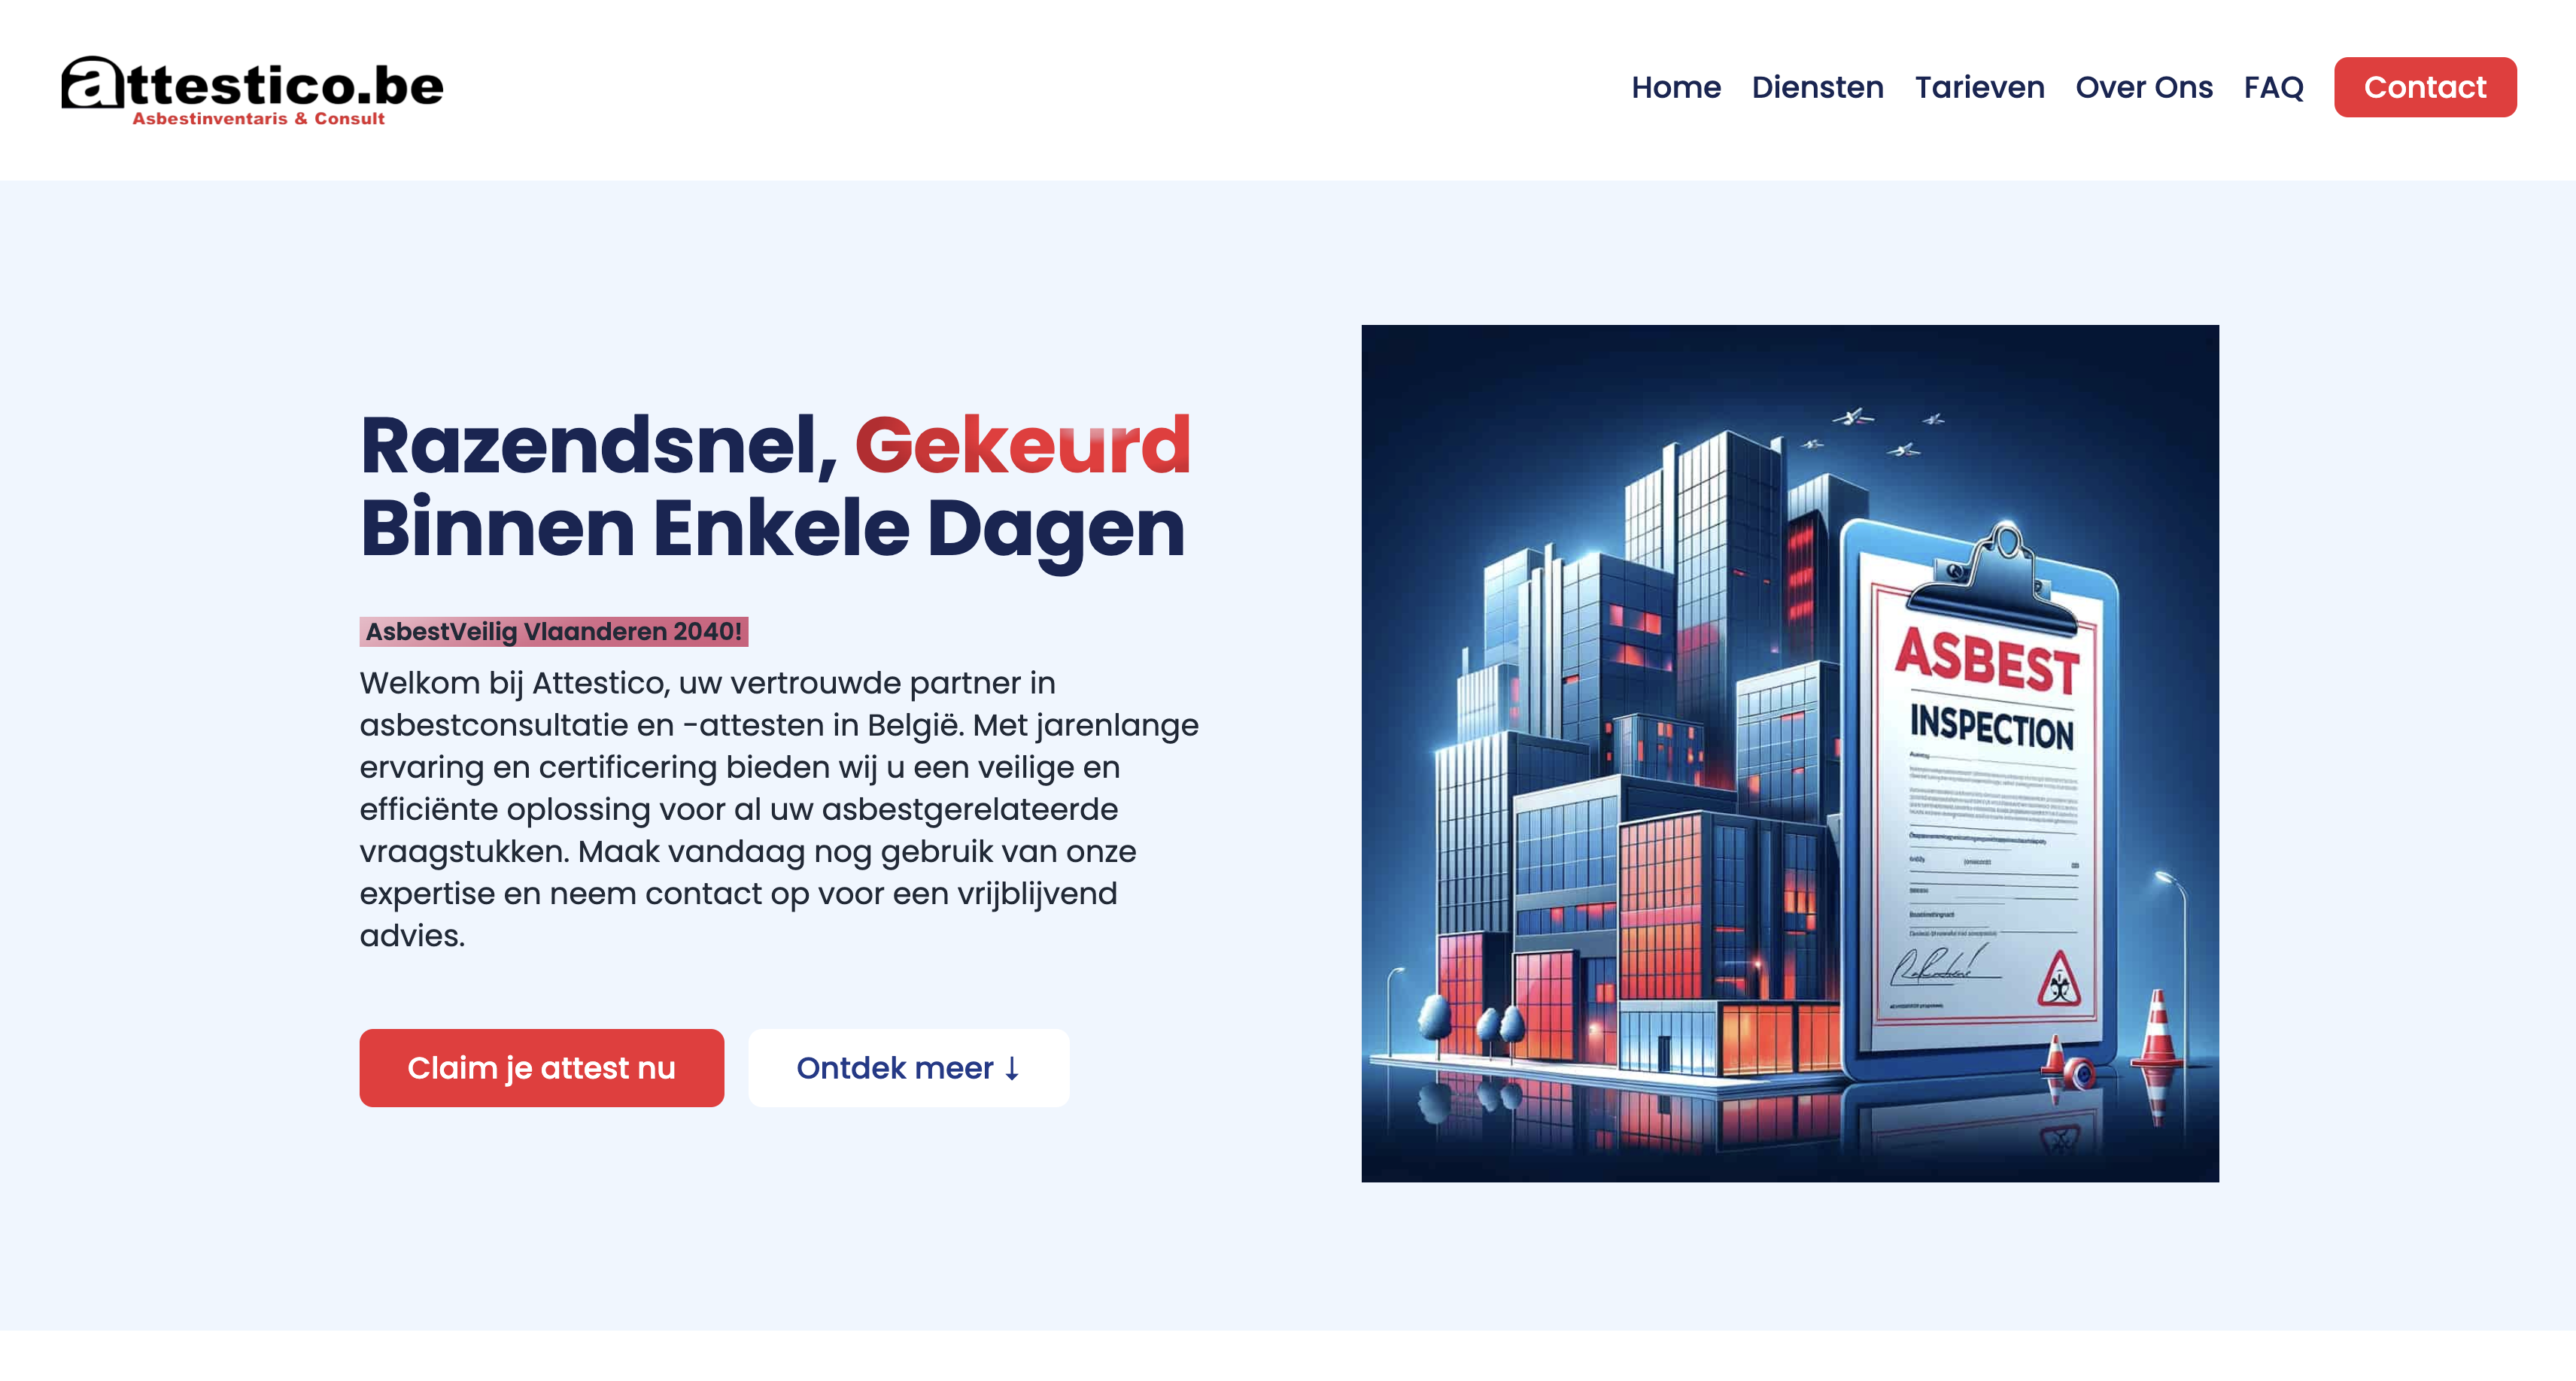 attestico.be
Asbestinventaris & Consult
Home Diensten Tarieven Over Ons FAQ Contact
Razendsnel, Gekeurd
Binnen Enkele Dagen
AsbestVeilig Vlaanderen 2040!
Welkom bij Attestico, uw vertrouwde partner in
asbestconsultatie en -attesten in België. Met jarenlange
ervaring en certificering bieden wij u een veilige en
efficiënte oplossing voor al uw asbestgerelateerde
vraagstukken. Maak vandaag nog gebruik van onze
expertise en neem contact op voor een vrijblijvend
advies.
Claim je attest nu
Ontdek meer ↓
ASBEST
INSPECTION